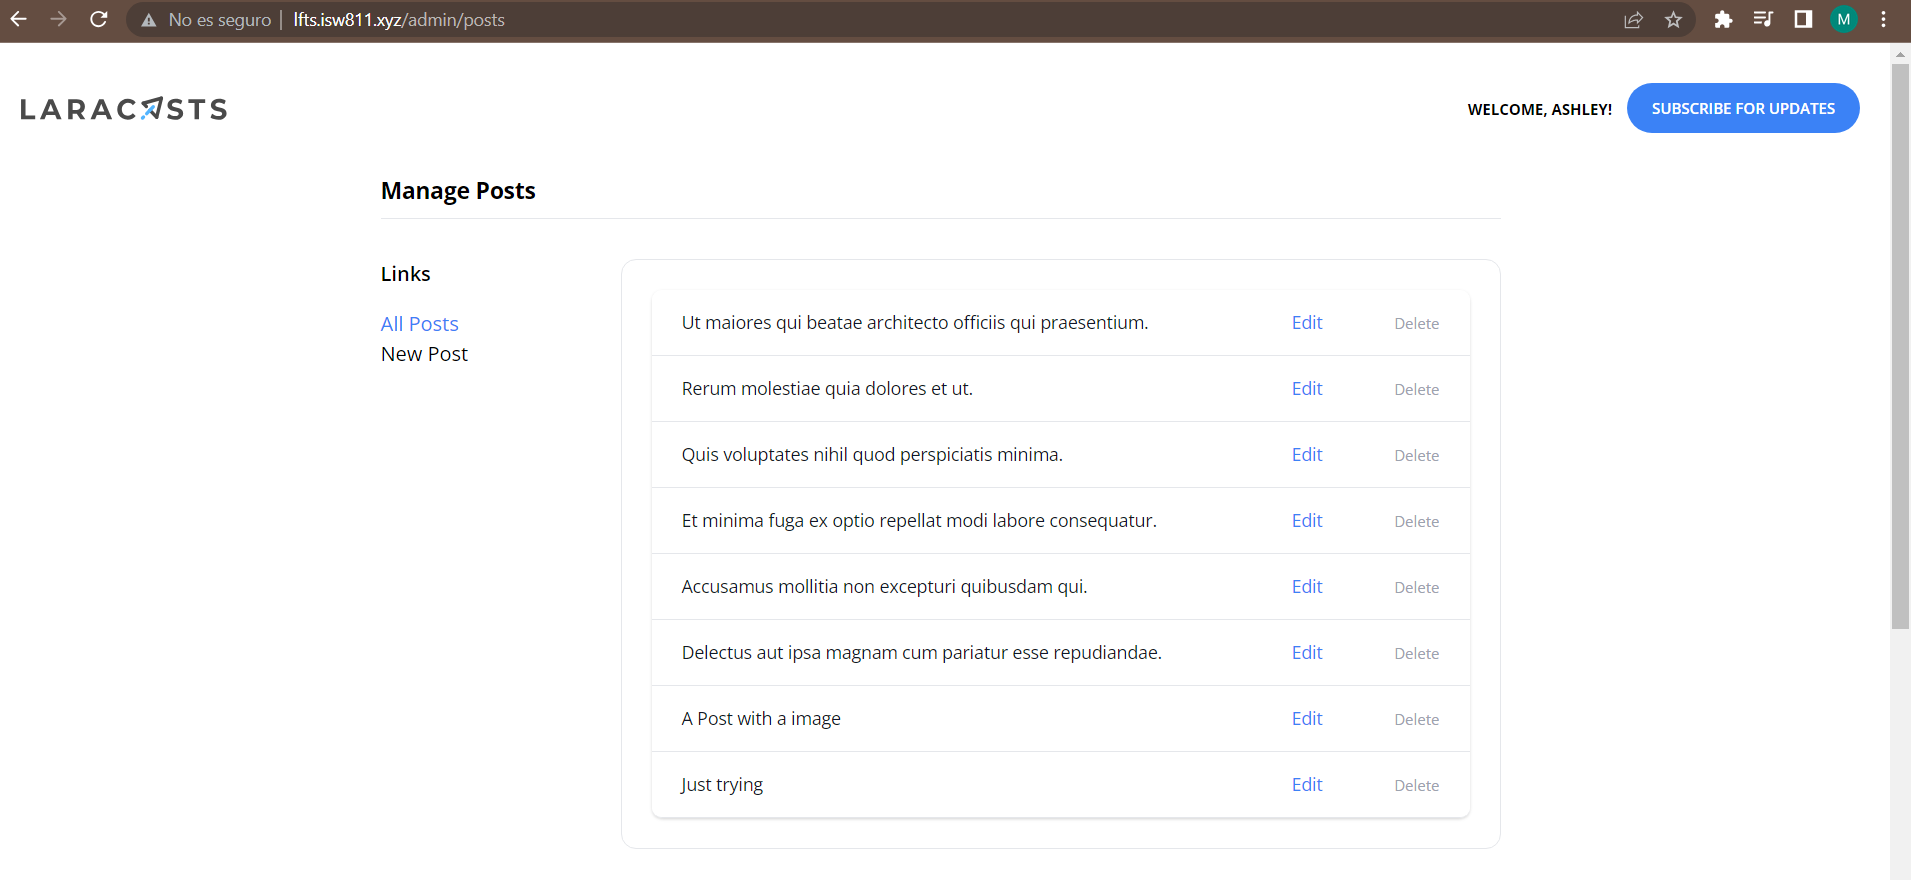 No es seguro | lfts.isw811.xyz/admin/posts
M
LARACASTS
WELCOME, ASHLEY!
SUBSCRIBE FOR UPDATES
Manage Posts
Links
All Posts
New Post
Ut maiores qui beatae architecto officiis qui praesentium. Edit Delete
Rerum molestiae quia dolores et ut. Edit Delete
Quis voluptates nihil quod perspiciatis minima. Edit Delete
Et minima fuga ex optio repellat modi labore consequatur. Edit Delete
Accusamus mollitia non excepturi quibusdam qui. Edit Delete
Delectus aut ipsa magnam cum pariatur esse repudiandae. Edit Delete
A Post with a image Edit Delete
Just trying Edit Delete